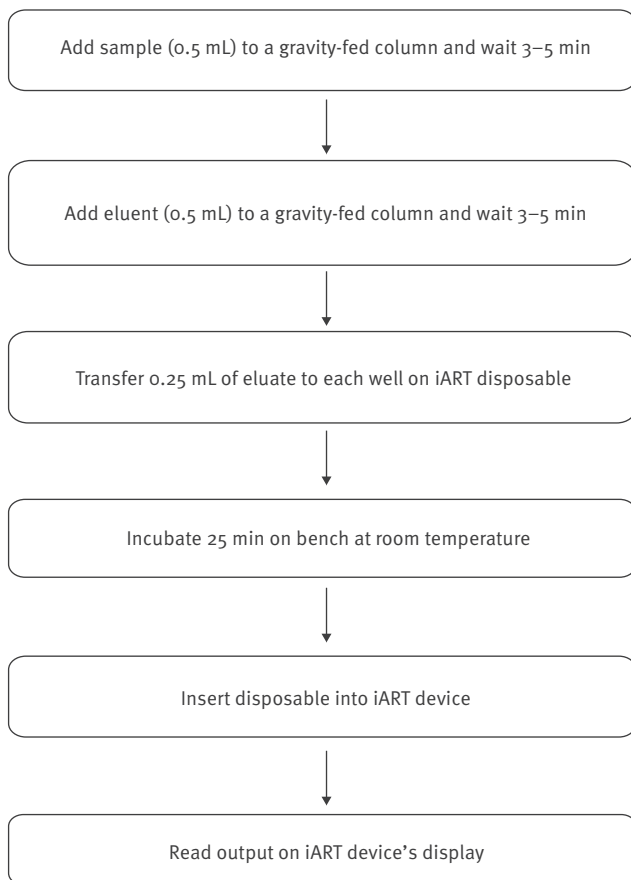 Add sample (0.5 mL) to a gravity-fed column and wait 3–5 min
Add eluent (0.5 mL) to a gravity-fed column and wait 3–5 min
Transfer 0.25 mL of eluate to each well on iART disposable
Incubate 25 min on bench at room temperature
Insert disposable into iART device
Read output on iART device’s display